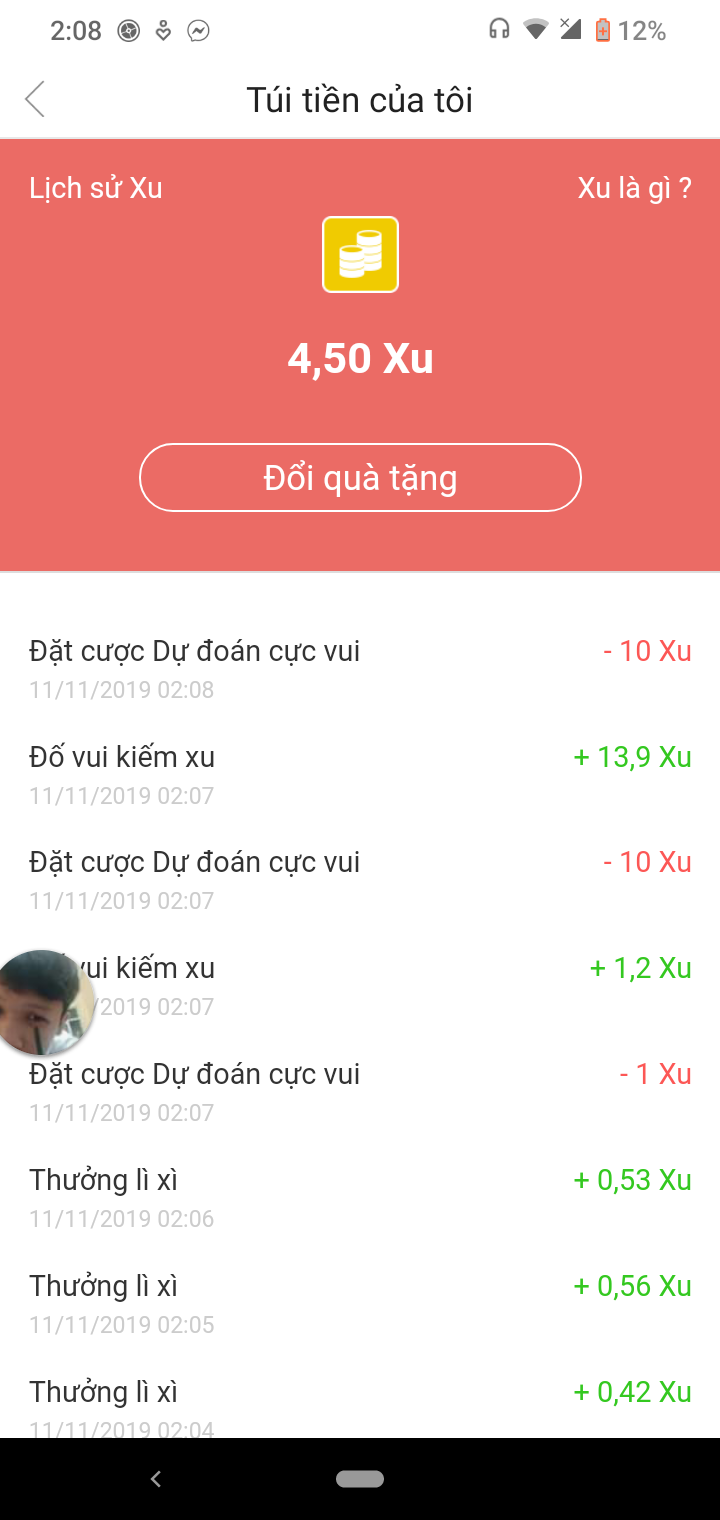 2:08 12%
Túi tiền của tôi
Lịch sử Xu Xu là gì ?
4,50 Xu
Đổi quà tặng
Đặt cược Dự đoán cực vui - 10 Xu
11/11/2019 02:08
Đố vui kiếm xu + 13,9 Xu
11/11/2019 02:07
Đặt cược Dự đoán cực vui - 10 Xu
11/11/2019 02:07
vui kiếm xu + 1,2 Xu
/2019 02:07
Đặt cược Dự đoán cực vui - 1 Xu
11/11/2019 02:07
Thưởng lì xì + 0,53 Xu
11/11/2019 02:06
Thưởng lì xì + 0,56 Xu
11/11/2019 02:05
Thưởng lì xì + 0,42 Xu
11/11/2019 02:04